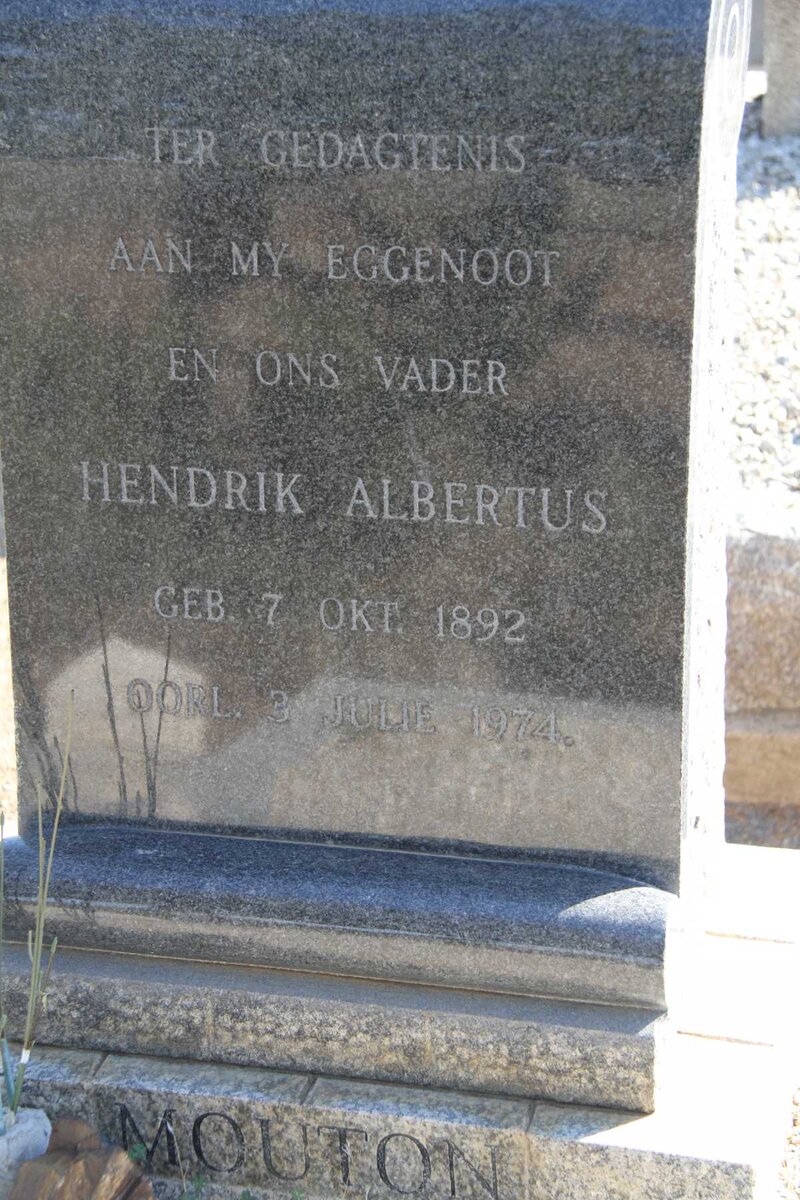 TER GEDAGTENIS
AAN MY EGGENOOT
EN ONS VADER
HENDRIK ALBERTUS
GEB. 7 OKT. 1892
OORL. 3 JULIE 1974.
MOUTON